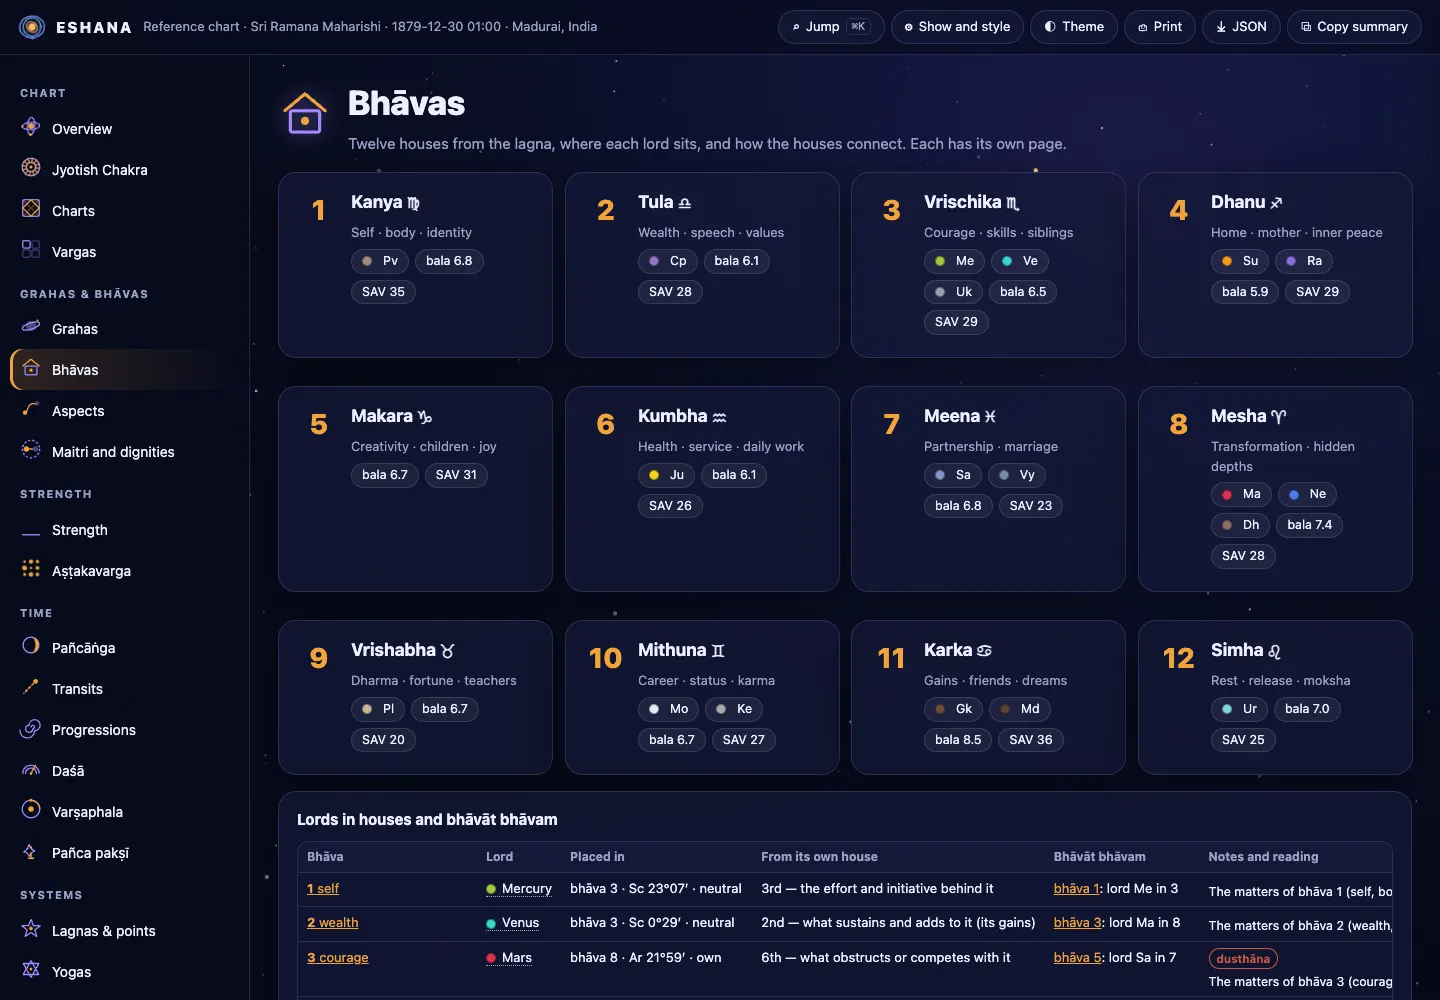 ESHANA Reference chart · Sri Ramana Maharishi · 1879-12-30 01:00 · Madurai, India
Jump ⌘K
Show and style
Theme
Print
JSON
Copy summary
CHART
Overview
Jyotish Chakra
Charts
Vargas
GRAHAS & BHĀVAS
Grahas
Bhāvas
Aspects
Maitri and dignities
STRENGTH
Strength
Aṣṭakavarga
TIME
Pañcāṅga
Transits
Progressions
Daśā
Varṣaphala
Pañca pakṣī
SYSTEMS
Lagnas & points
Yogas
Bhāvas
Twelve houses from the lagna, where each lord sits, and how the houses connect. Each has its own page.
1 Kanya ♍
Self · body · identity
Pv bala 6.8
SAV 35
2 Tula ♎
Wealth · speech · values
Cp bala 6.1
SAV 28
3 Vrischika ♏
Courage · skills · siblings
Me Ve
Uk bala 6.5
SAV 29
4 Dhanu ♐
Home · mother · inner peace
Su Ra
bala 5.9 SAV 29
5 Makara ♑
Creativity · children · joy
bala 6.7 SAV 31
6 Kumbha ♒
Health · service · daily work
Ju bala 6.1
SAV 26
7 Meena ♓
Partnership · marriage
Sa Vy
bala 6.8 SAV 23
8 Mesha ♈
Transformation · hidden
depths
Ma Ne
Dh bala 7.4
SAV 28
9 Vrishabha ♉
Dharma · fortune · teachers
Pl bala 6.7
SAV 20
10 Mithuna ♊
Career · status · karma
Mo Ke
bala 6.7 SAV 27
11 Karka ♋
Gains · friends · dreams
Gk Md
bala 8.5 SAV 36
12 Simha ♌
Rest · release · moksha
Ur bala 7.0
SAV 25
Lords in houses and bhāvāt bhāvam
Bhāva Lord Placed in From its own house Bhāvāt bhāvam Notes and reading
1 self Mercury bhāva 3 · Sc 23°07′ · neutral 3rd — the effort and initiative behind it bhāva 1: lord Me in 3 The matters of bhāva 1 (self, bo
2 wealth Venus bhāva 3 · Sc 0°29′ · neutral 2nd — what sustains and adds to it (its gains) bhāva 3: lord Ma in 8 The matters of bhāva 2 (wealth,
3 courage Mars bhāva 8 · Ar 21°59′ · own 6th — what obstructs or competes with it bhāva 5: lord Sa in 7 dusthāna
The matters of bhāva 3 (courag